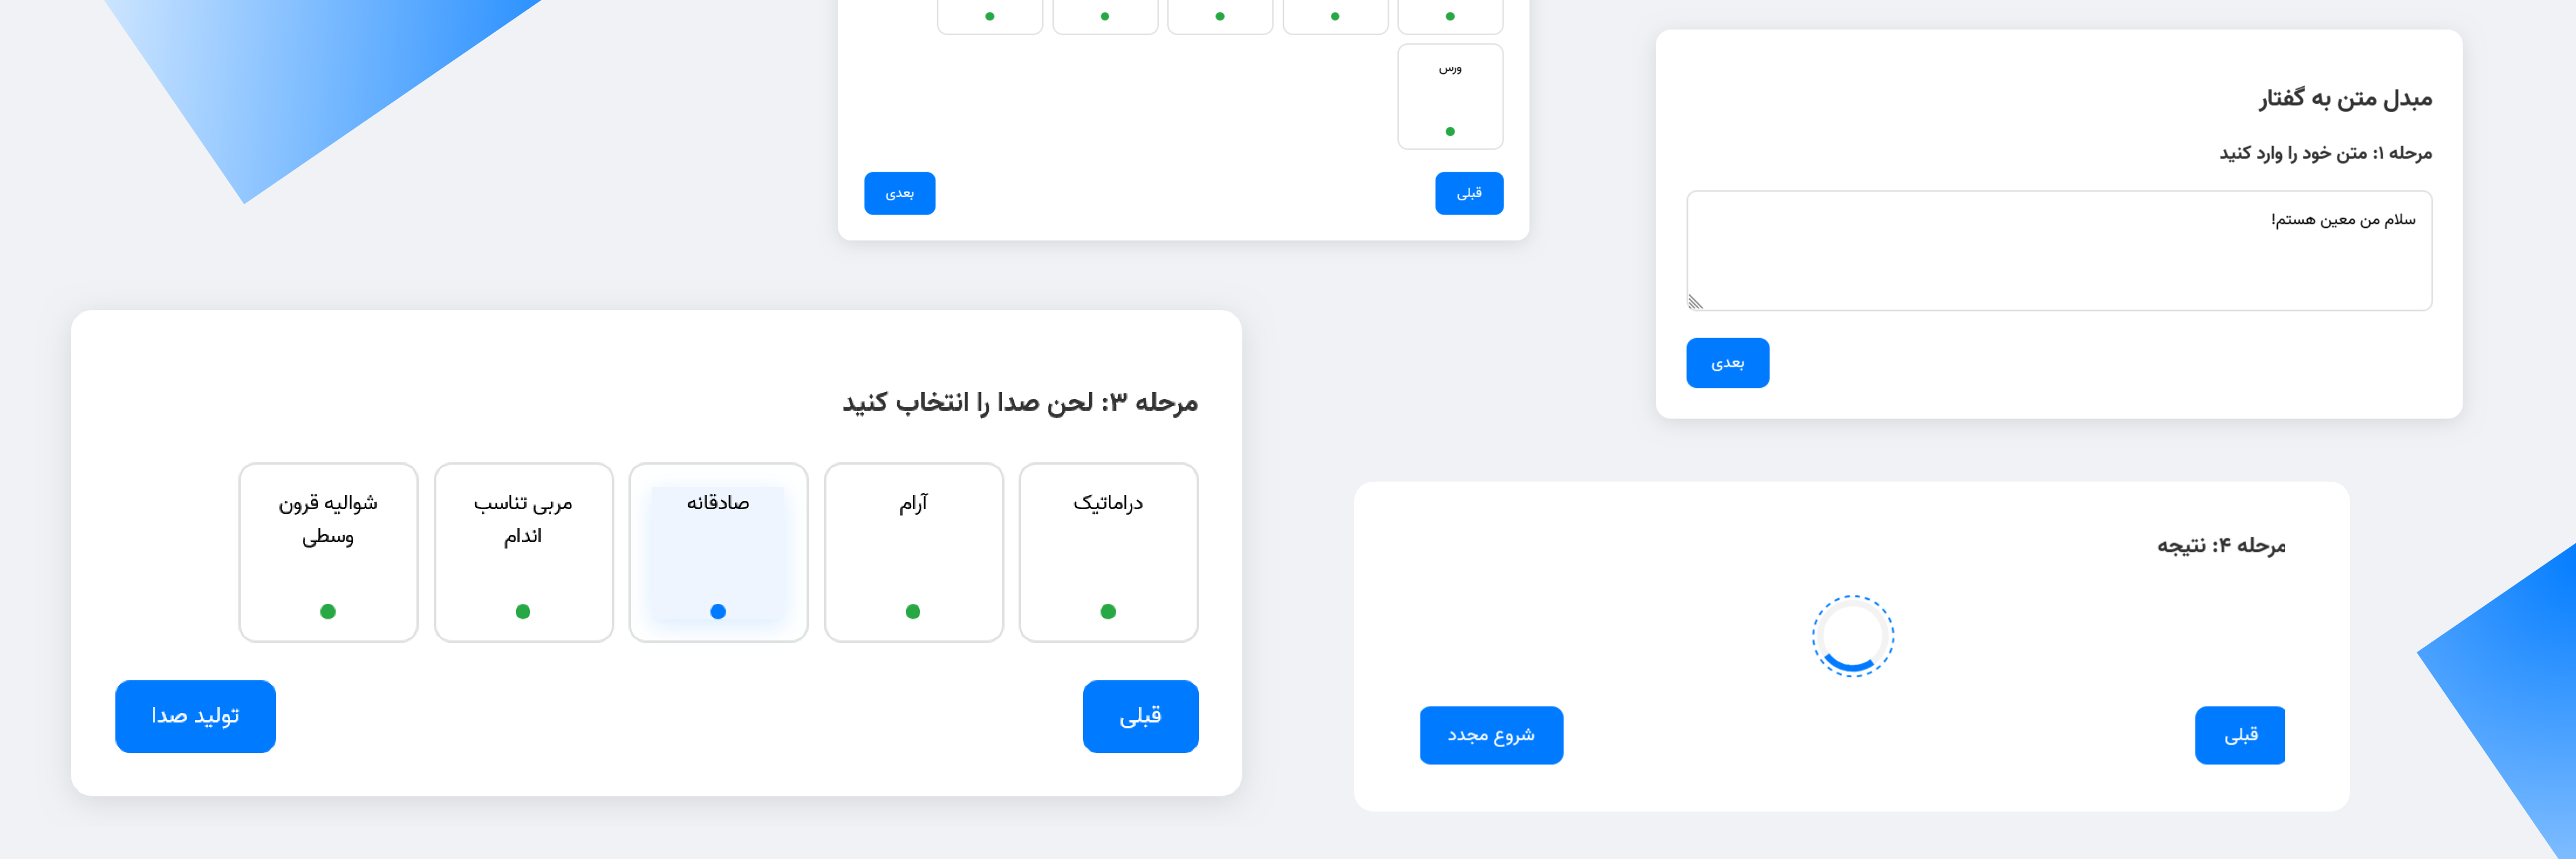 مبدل متن به گفتار
مرحله ۱: متن خود را وارد کنید
سلام من معین هستم!
بعدی
ورس
قبلی
بعدی
مرحله ۳: لحن صدا را انتخاب کنید
دراماتیک
آرام
صادقانه
مربی تناسب
اندام
شوالیه قرون
وسطی
قبلی
تولید صدا
مرحله ۴: نتیجه
قبلی
شروع مجدد